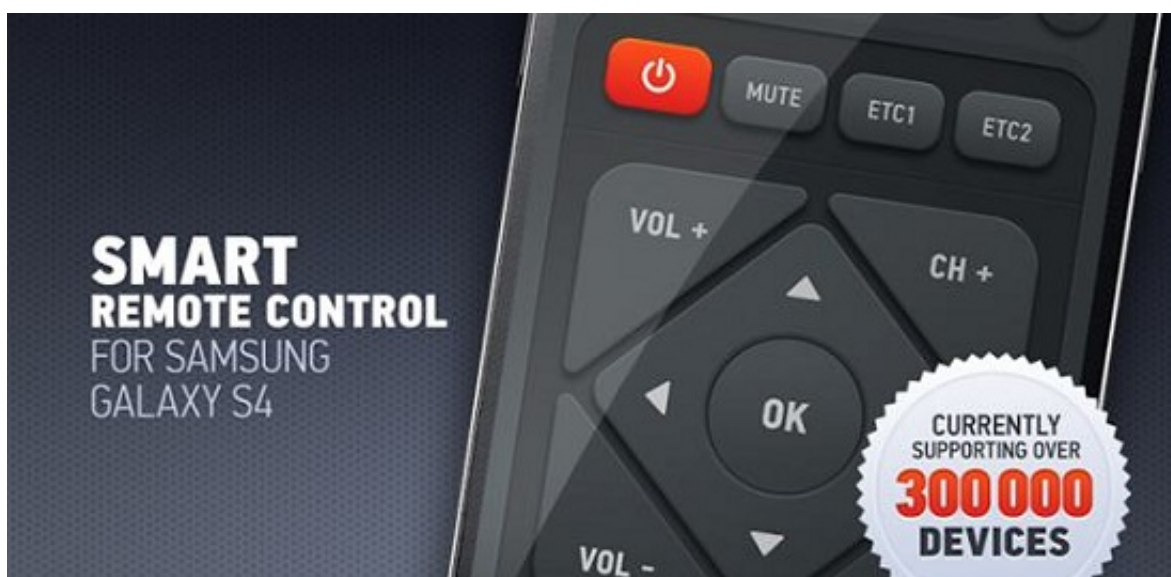 MUTE
ETC1
ETC2
VOL +
CH +
SMART
REMOTE CONTROL
FOR SAMSUNG
GALAXY S4
OK
VOL -
CURRENTLY
SUPPORTING OVER
300 000
DEVICES